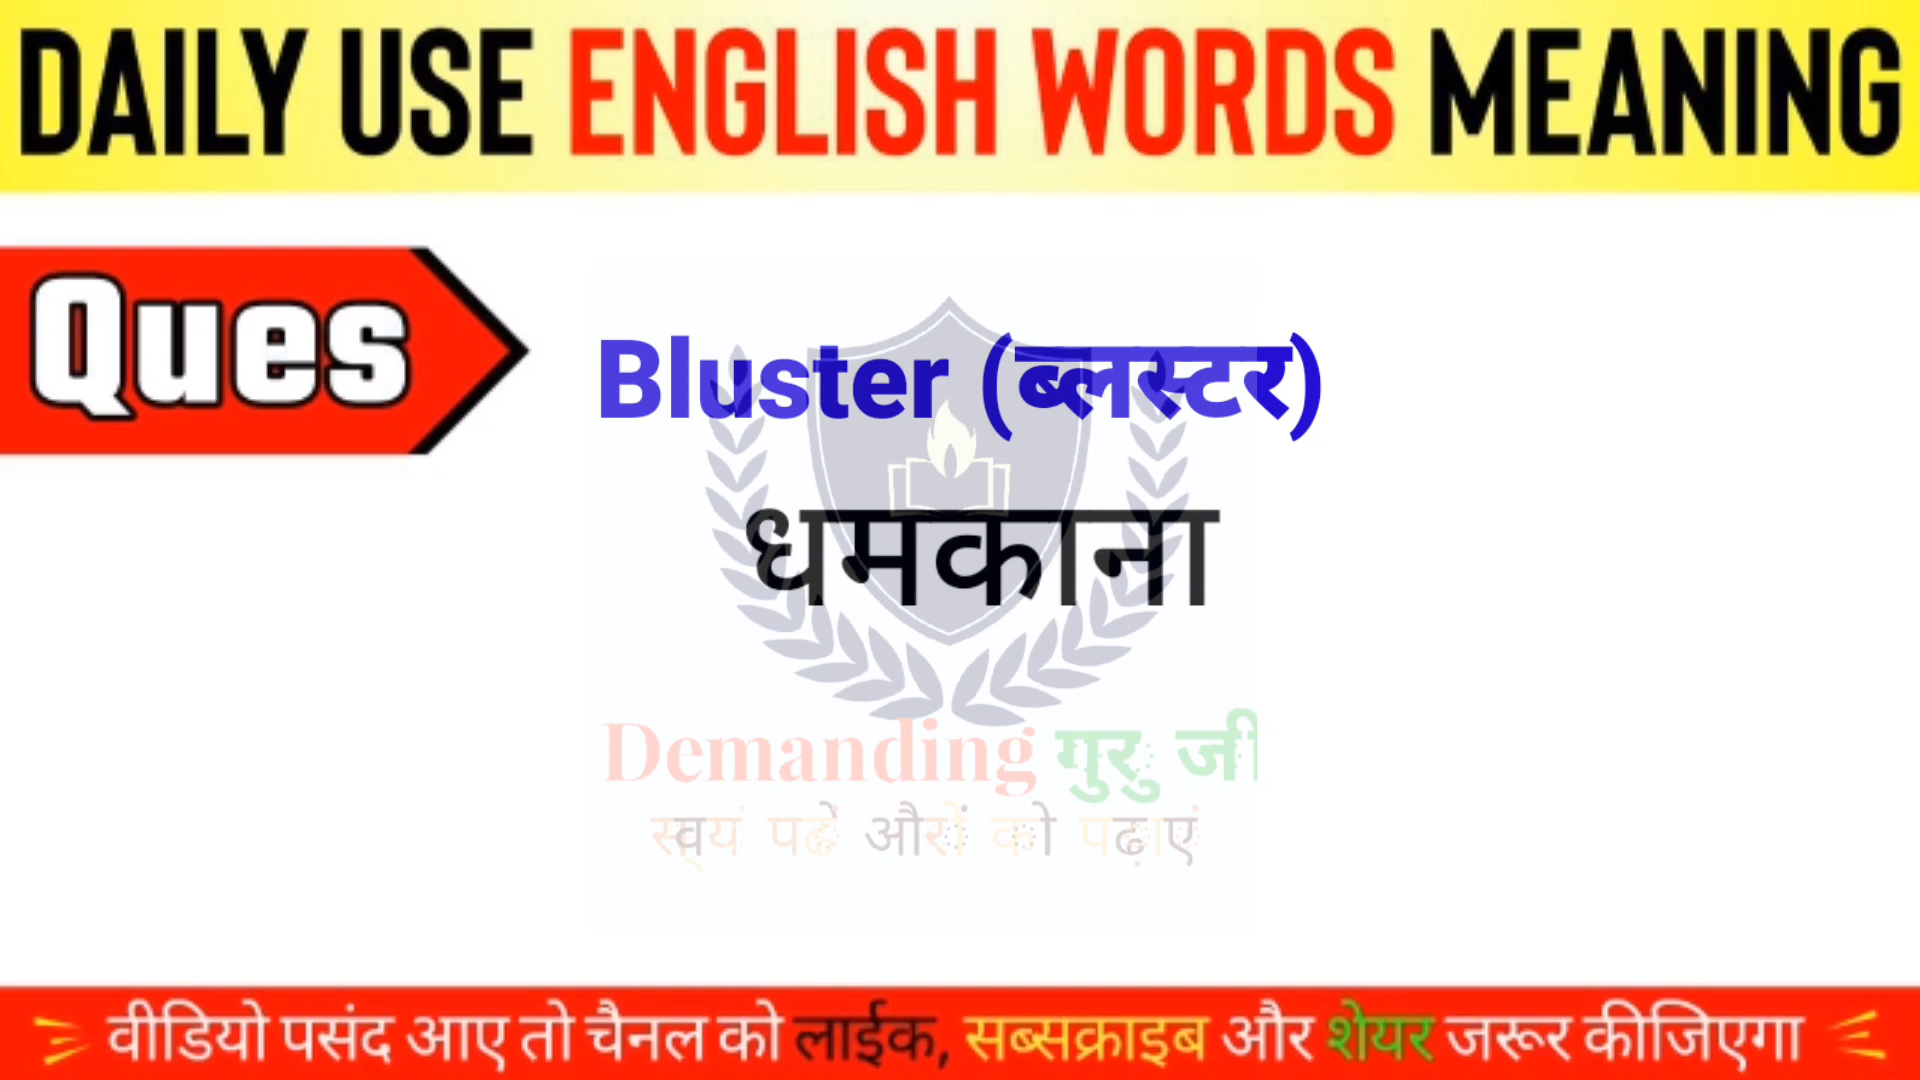 DAILY USE ENGLISH WORDS MEANING
Ques
Bluster (ब्लस्टर)
धमकाना
Demanding गुरु जी
स्वयं पढें औरों को पढ़ाएं
वीडियो पसंद आए तो चैनल को लाईक, सब्सक्राइब और शेयर जरूर कीजिएगा